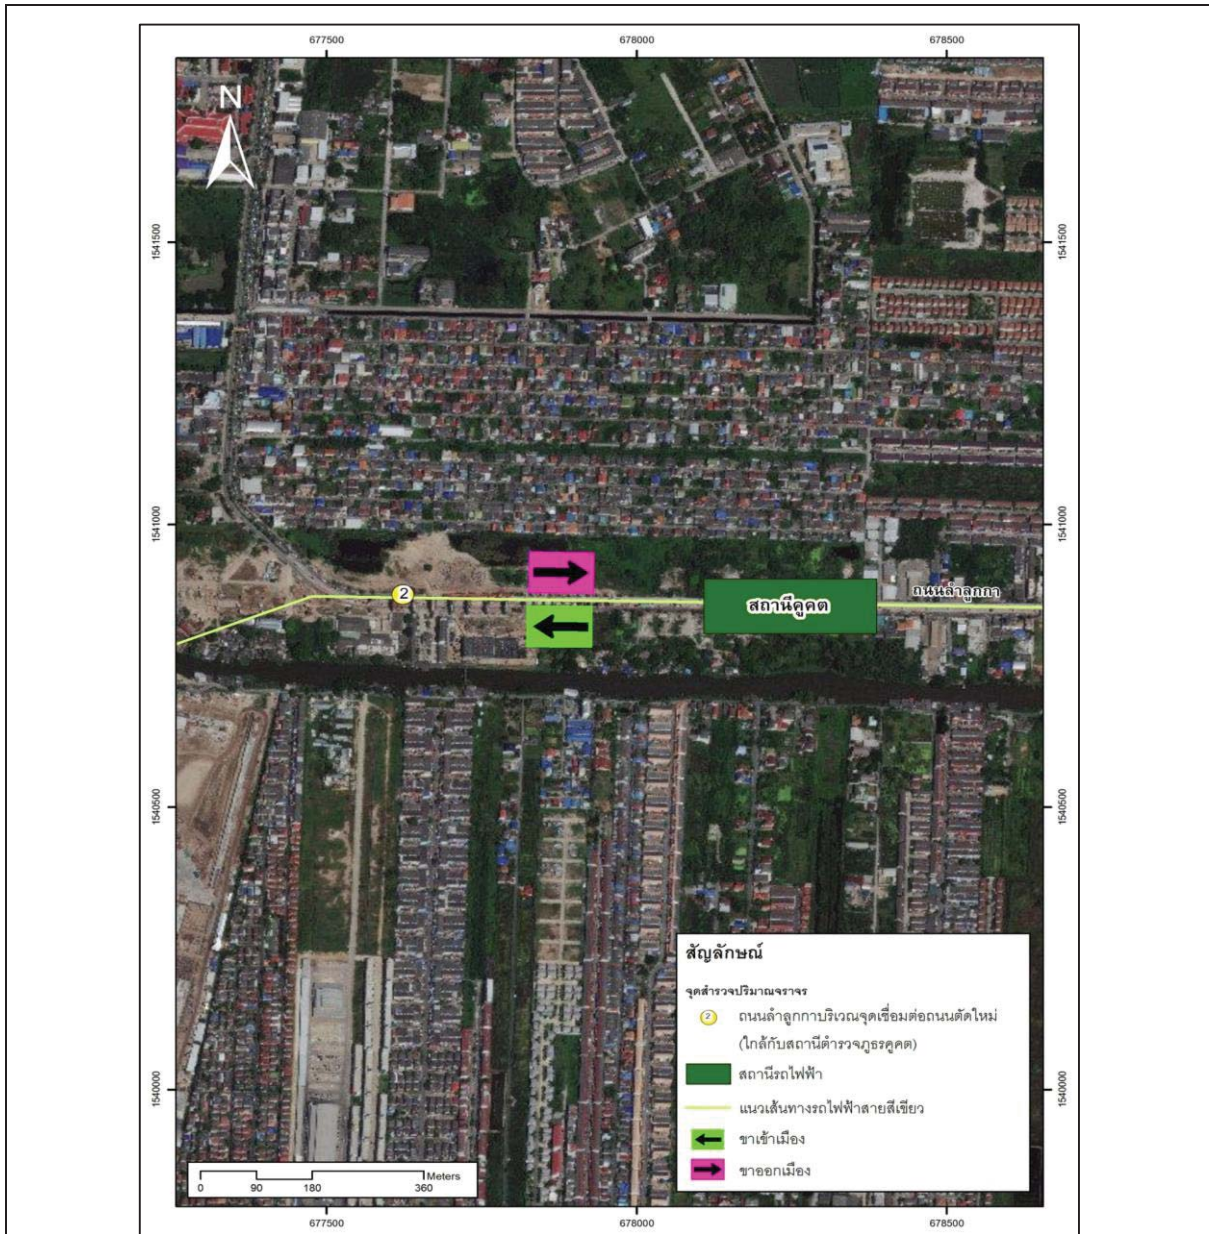 677500 678000 678500
N
1541500 1541500
1541000 1541000
ถนนลำลูกกา
2
สถานีคูคต
1540500 1540500
สัญลักษณ์
จุดสำรวจปริมาณจราจร
2 ถนนลำลูกกาบริเวณจุดเชื่อมต่อถนนตัดใหม่
(ใกล้กับสถานีตำรวจภูธรคูคต)
สถานีรถไฟฟ้า
1540000 1540000
แนวเส้นทางรถไฟฟ้าสายสีเขียว
ขาเข้าเมือง
ขาออกเมือง
Meters
0 90 180 360
677500 678000 678500